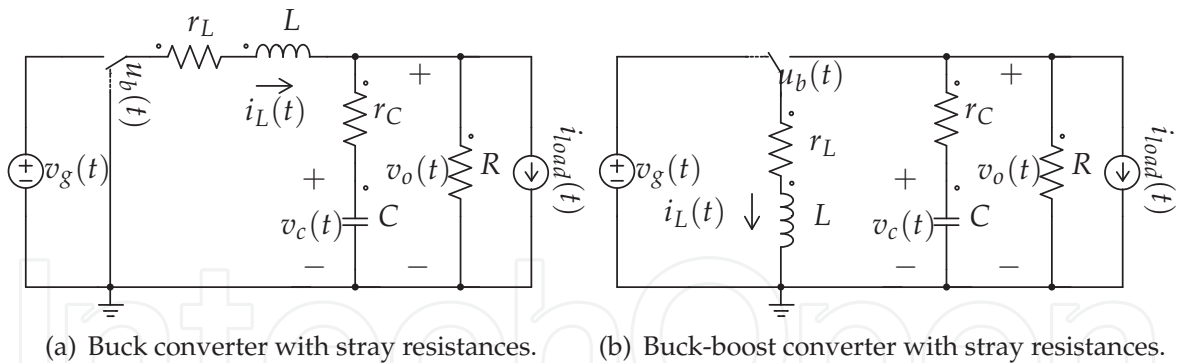 r_L L
u_b(t)
i_L(t)
+
r_C
v_g(t)
+
v_o(t) R
i_load(t)
v_c(t) C
− −
u_b(t)
+
r_C
r_L
v_g(t)
+
v_o(t) R
i_load(t)
i_L(t) L
v_c(t) C
− −
IntechOpen
(a) Buck converter with stray resistances.
(b) Buck-boost converter with stray resistances.